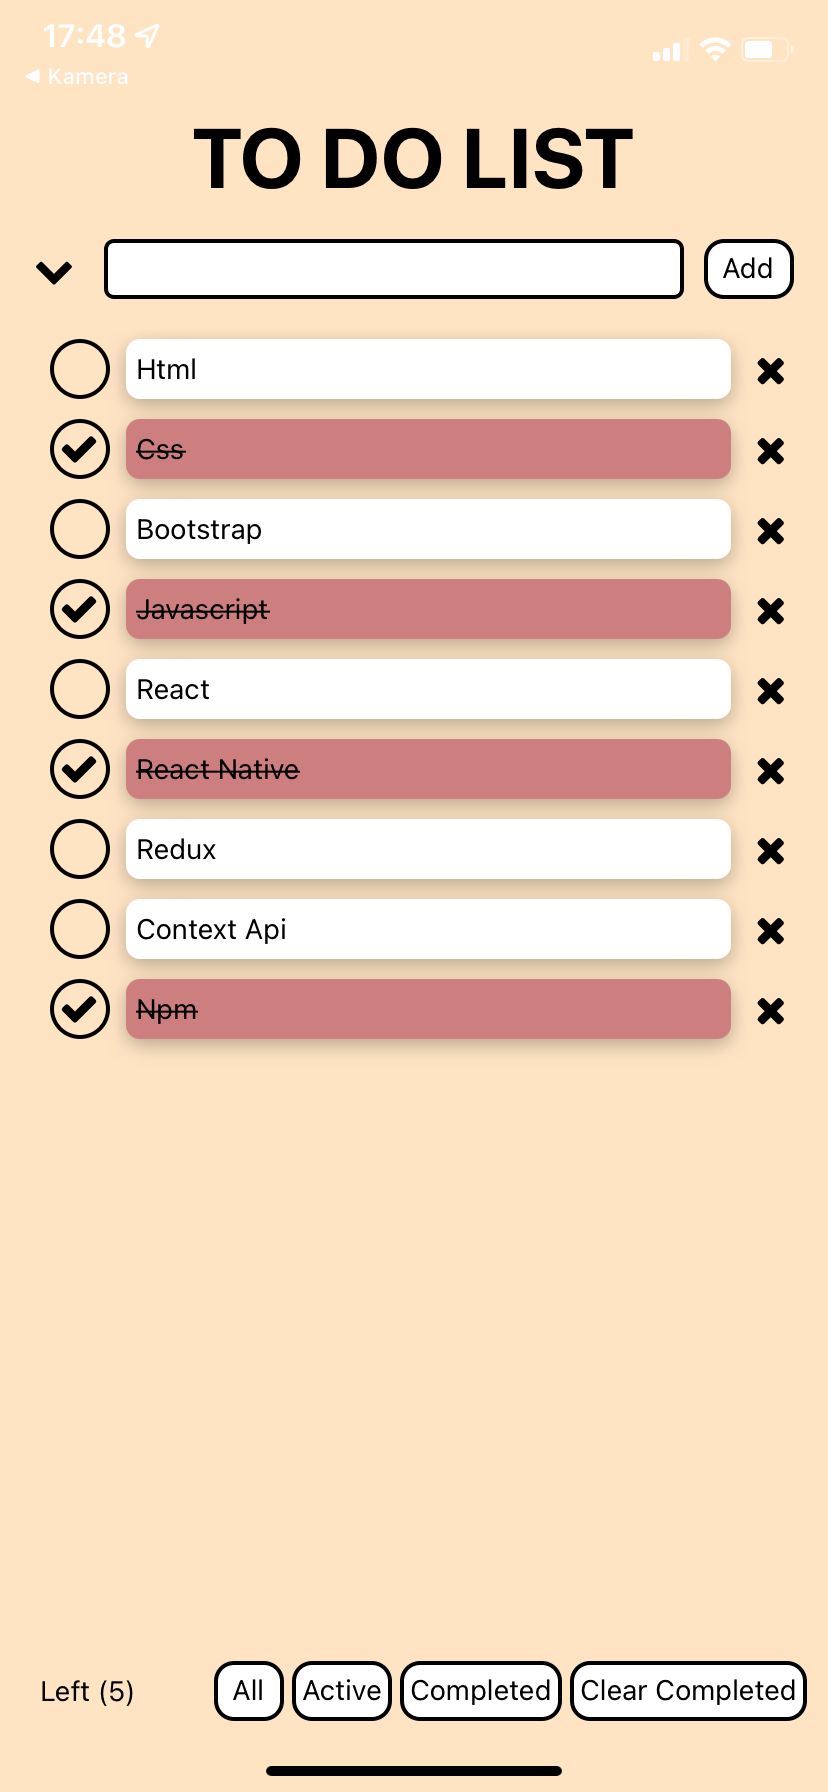 17:48
◀ Kamera
TO DO LIST
Add
Html
Css
Bootstrap
Javascript
React
React Native
Redux
Context Api
Npm
Left (5) All Active Completed Clear Completed